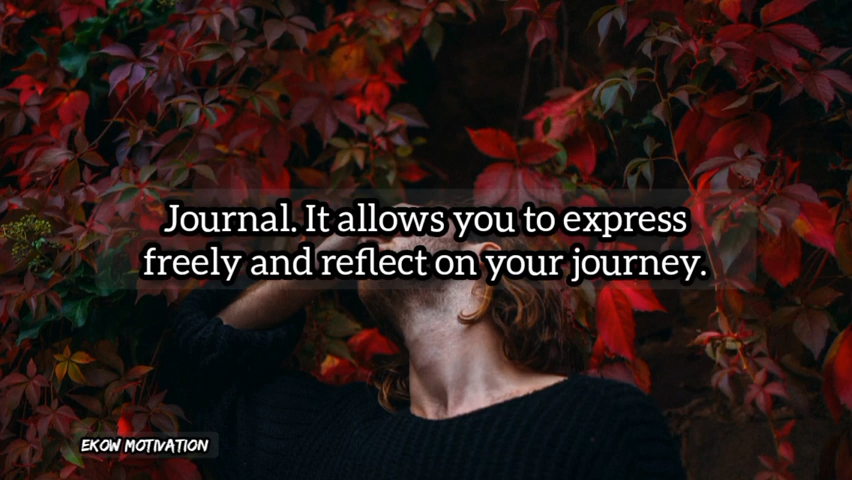 Journal. It allows you to express
freely and reflect on your journey.
EKOW MOTIVATION